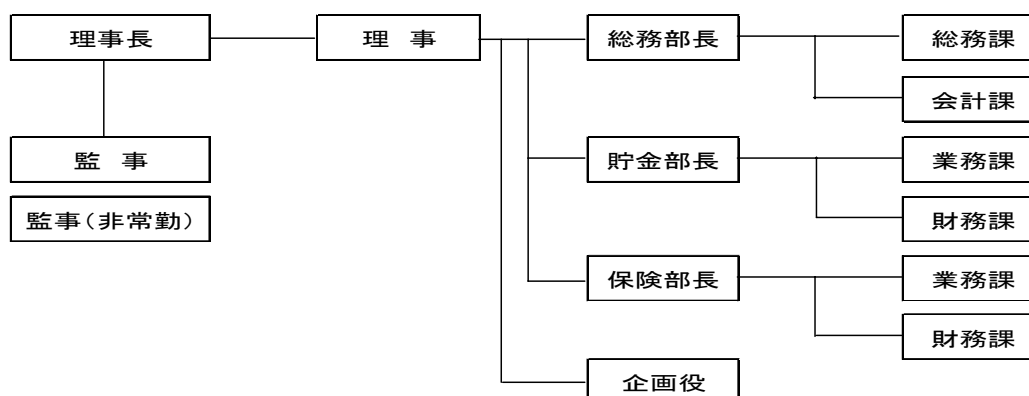 理事長
理 事
総務部長
総務課
会計課
監 事
貯金部長
業務課
監事(非常勤)
財務課
保険部長
業務課
財務課
企画役